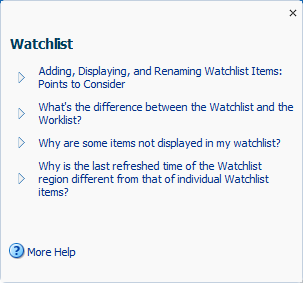 Watchlist
Adding, Displaying, and Renaming Watchlist Items:
Points to Consider
What's the difference between the Watchlist and the
Worklist?
Why are some items not displayed in my watchlist?
Why is the last refreshed time of the Watchlist
region different from that of individual Watchlist
items?
? More Help